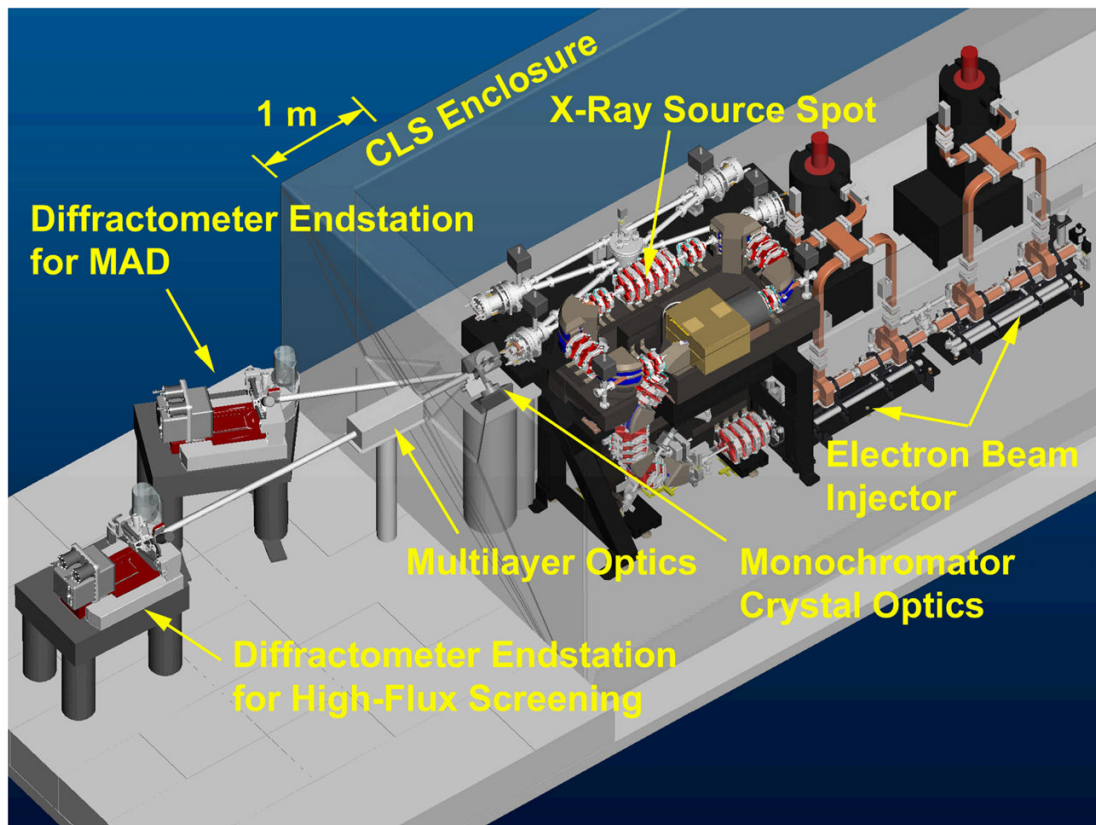 1 m
CLS Enclosure
X-Ray Source Spot
Diffractometer Endstation
for MAD
Electron Beam
Injector
Multilayer Optics
Monochromator
Crystal Optics
Diffractometer Endstation
for High-Flux Screening